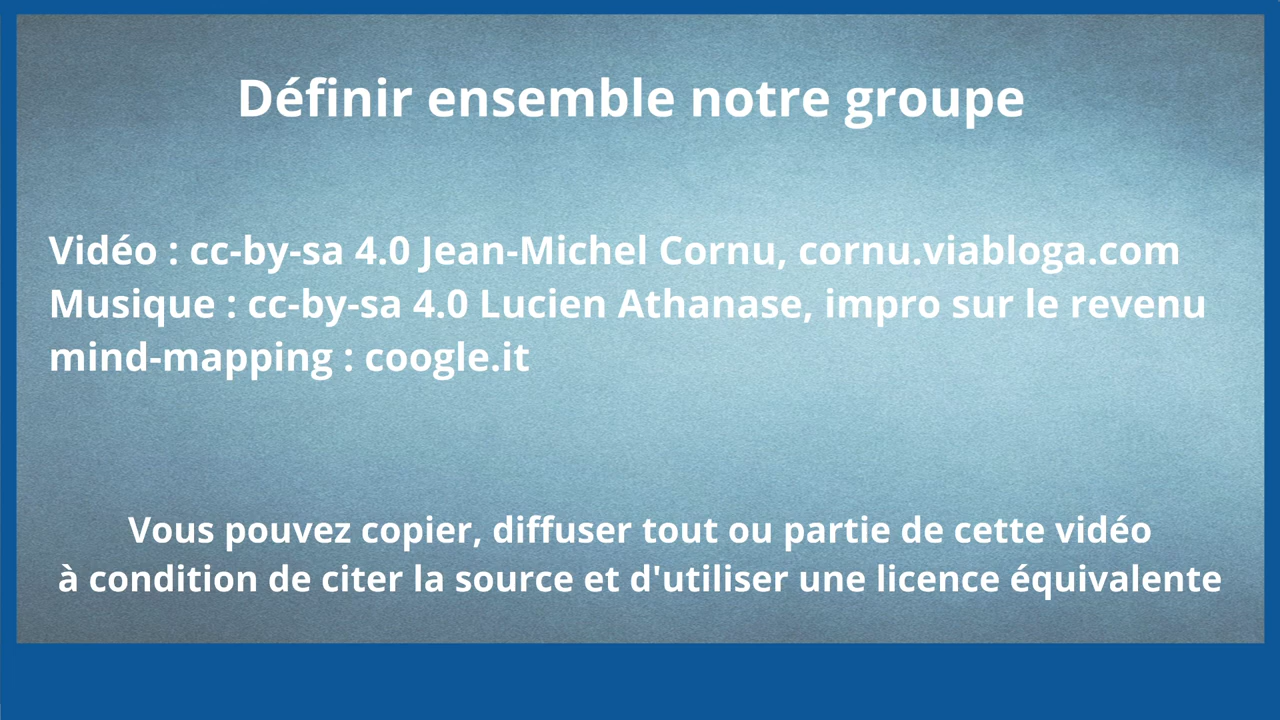 Définir ensemble notre groupe
Vidéo : cc-by-sa 4.0 Jean-Michel Cornu, cornu.viabloga.com
Musique : cc-by-sa 4.0 Lucien Athanase, impro sur le revenu
mind-mapping : coogle.it
Vous pouvez copier, diffuser tout ou partie de cette vidéo
à condition de citer la source et d'utiliser une licence équivalente